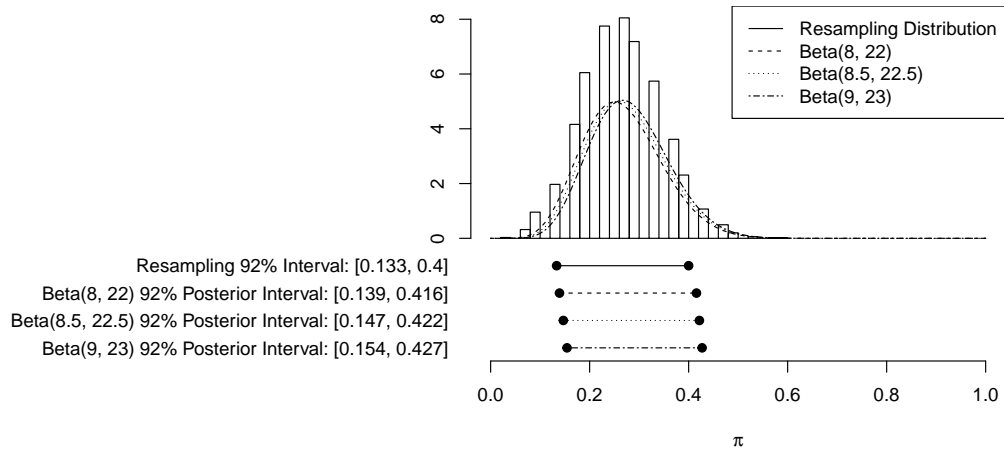 8
6
4
2
0
Resampling Distribution
Beta(8, 22)
Beta(8.5, 22.5)
Beta(9, 23)
Resampling 92% Interval: [0.133, 0.4]
Beta(8, 22) 92% Posterior Interval: [0.139, 0.416]
Beta(8.5, 22.5) 92% Posterior Interval: [0.147, 0.422]
Beta(9, 23) 92% Posterior Interval: [0.154, 0.427]
0.0 0.2 0.4 0.6 0.8 1.0
π